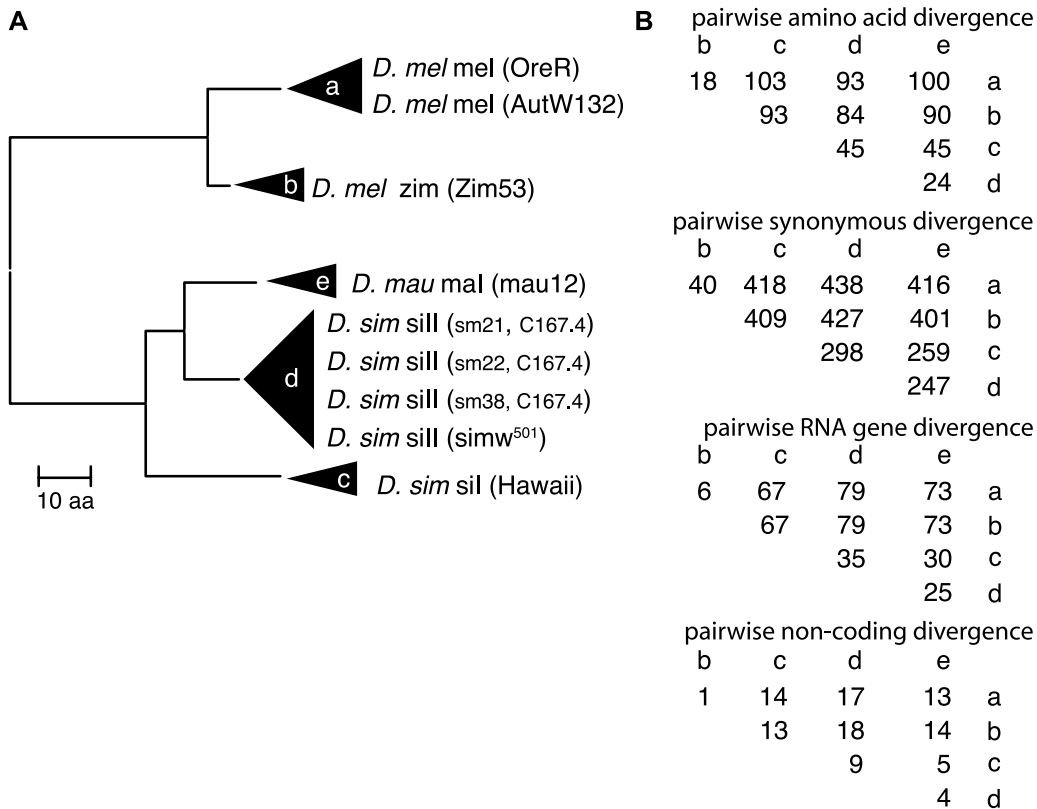 A
a
D. mel mel (OreR)
D. mel mel (AutW132)
b
D. mel zim (Zim53)
e
D. mau maI (mau12)
d
D. sim siII (sm21, C167.4)
D. sim siII (sm22, C167.4)
D. sim siII (sm38, C167.4)
D. sim siII (simw501)
c
D. sim siI (Hawaii)
10 aa
B
pairwise amino acid divergence
b c d e
18 103 93 100 a
93 84 90 b
45 45 c
24 d
pairwise synonymous divergence
b c d e
40 418 438 416 a
409 427 401 b
298 259 c
247 d
pairwise RNA gene divergence
b c d e
6 67 79 73 a
67 79 73 b
35 30 c
25 d
pairwise non-coding divergence
b c d e
1 14 17 13 a
13 18 14 b
9 5 c
4 d